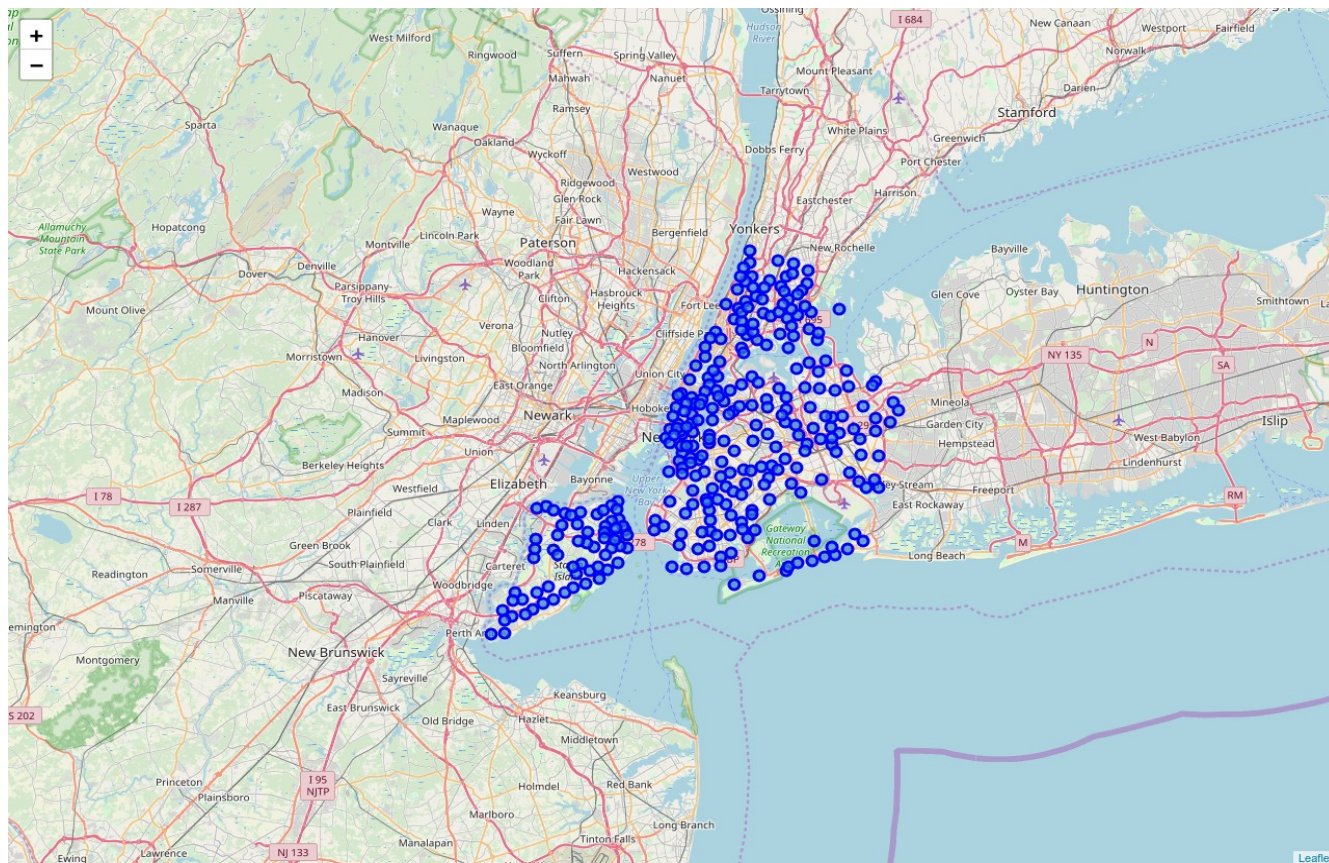 +
−
Ossining
I 684
New Canaan
Westport
Fairfield
Norwalk
Hudson
River
West Milford
Ringwood
Suffern
Spring Valley
Nanuet
Mahwah
Mount Pleasant
Tarrytown
Darien
Stamford
Ramsey
Sparta
Wanaque
Oakland
White Plains
Greenwich
Wyckoff
Dobbs Ferry
Port Chester
Westwood
Ridgewood
Glen Rock
Harrison
Eastchester
Wayne
Fair Lawn
Allamuchy
Mountain
State Park
Hopatcong
Lincoln Park
Bergenfield
Yonkers
Montville
Paterson
New Rochelle
Bayville
Woodland
Park
Hackensack
Denville
Dover
Parsippany-
Troy Hills
Hasbrouck
Heights
Clifton
Fort Lee
Glen Cove
Oyster Bay
Huntington
Smithtown
Mount Olive
Verona
Nutley
Hanover
Bloomfield
Cliffside
N
Morristown
Livingston
North Arlington
NY 135
SA
Union City
East Orange
Madison
Mineola
Newark
Maplewood
Summit
Garden City
Hempstead
West Babylon
Islip
Union
Berkeley Heights
Lindenhurst
Bayonne
Upper
New York
Bay
Elizabeth
Westfield
Freeport
I 78
I 287
RM
East Rockaway
Plainfield
Clark
Linden
Gateway
National
Recreation
Green Brook
278
M
Long Beach
South Plainfield
Carteret
Somerville
Readington
Woodbridge
Manville
Piscataway
Perth
New Brunswick
Montgomery
Sayreville
Keansburg
East Brunswick
S 202
Old Bridge
Hazlet
Middletown
I 95
NJTP
Princeton
Plainsboro
Holmdel
Red Bank
Marlboro
Long Branch
Manalapan
Tinton Falls
NJ 133
Lawrence
Ewing
Leafle